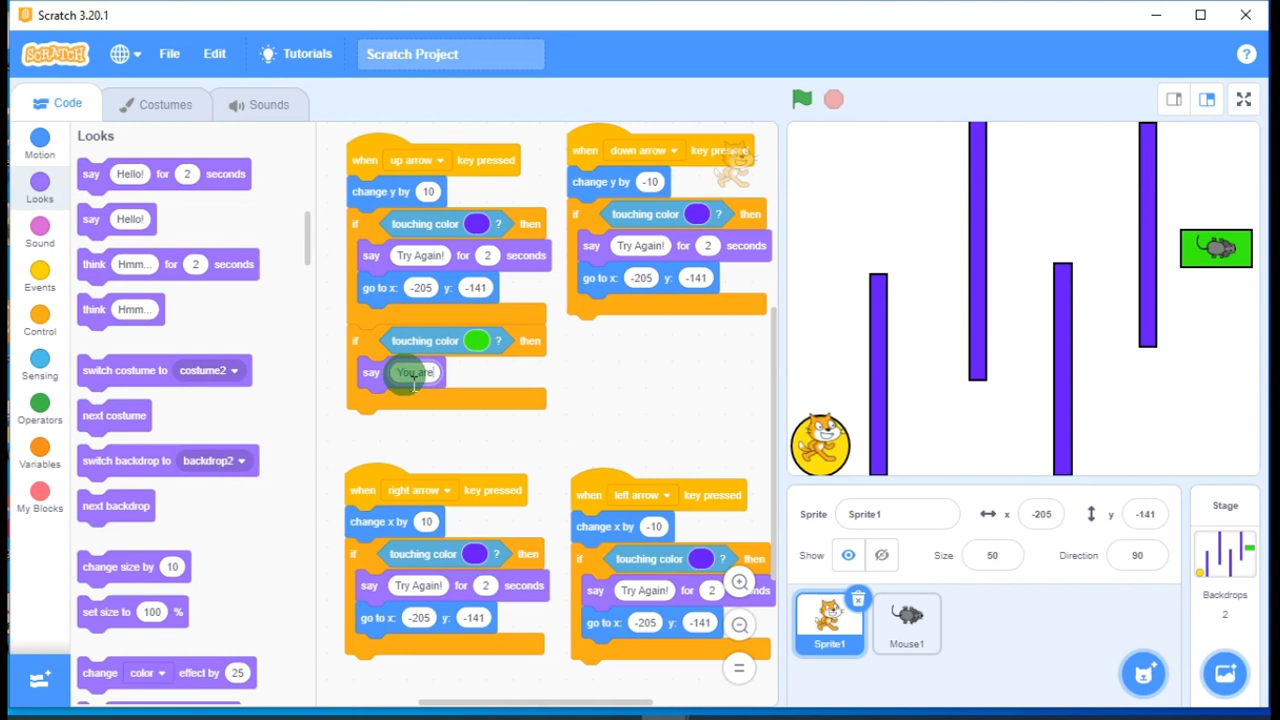 Scratch 3.20.1
SCRATCH File Edit Tutorials Scratch Project ?
Code Costumes Sounds
Motion
Looks
Sound
Events
Control
Sensing
Operators
Variables
My Blocks
Looks
say Hello! for 2 seconds
say Hello!
think Hmm... for 2 seconds
think Hmm...
switch costume to costume2
next costume
switch backdrop to backdrop2
next backdrop
change size by 10
set size to 100 %
change color effect by 25
when up arrow key pressed
change y by 10
if touching color ? then
say Try Again! for 2 seconds
go to x: -205 y: -141
if touching color ? then
say You are
when down arrow key pressed
change y by -10
if touching color ? then
say Try Again! for 2 seconds
go to x: -205 y: -141
when right arrow key pressed
change x by 10
if touching color ? then
say Try Again! for 2 seconds
go to x: -205 y: -141
when left arrow key pressed
change x by -10
if touching color ? then
say Try Again! for 2 nds
go to x: -205 y: -141
Sprite Sprite1 x -205 y -141
Show Size 50 Direction 90
Sprite1
Mouse1
Stage
Backdrops
2